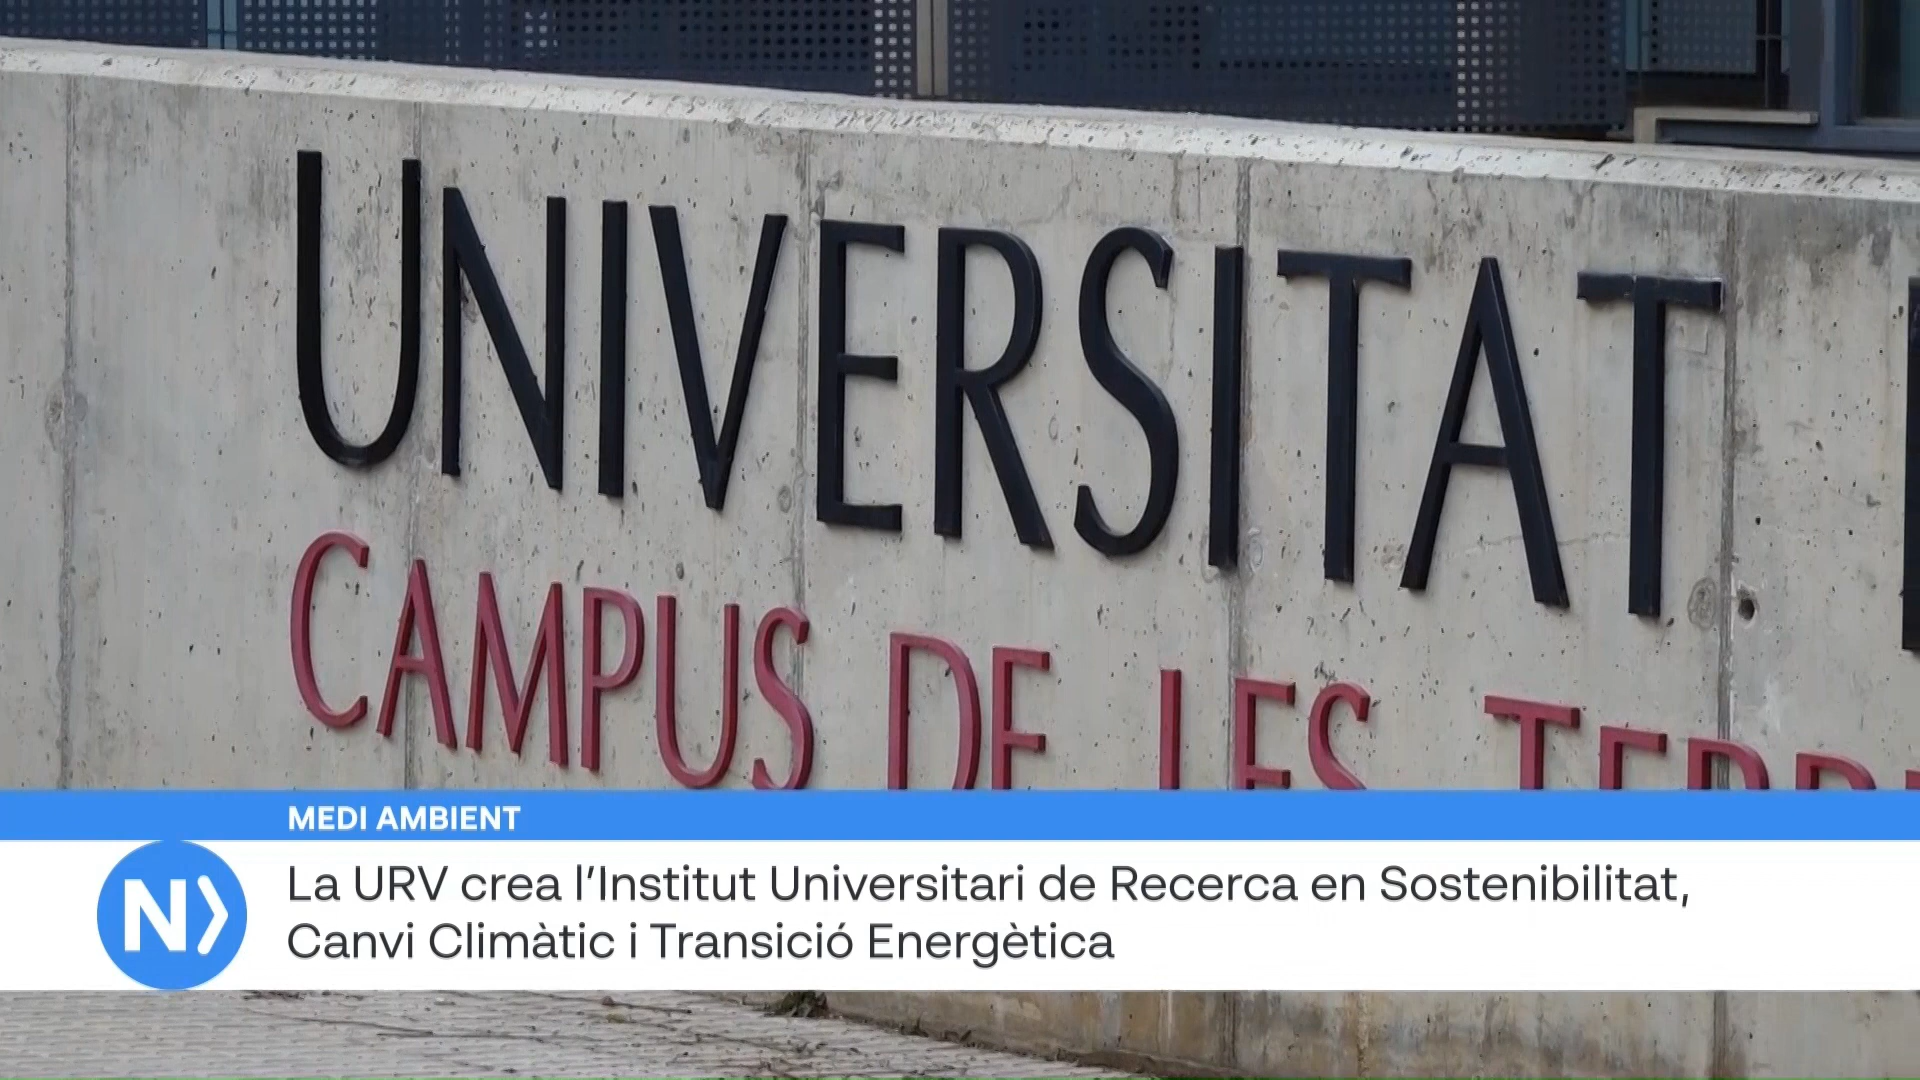 UNIVERSITAT
CAMPUS DE LES TERR
MEDI AMBIENT
N
La URV crea l’Institut Universitari de Recerca en Sostenibilitat,
Canvi Climàtic i Transició Energètica